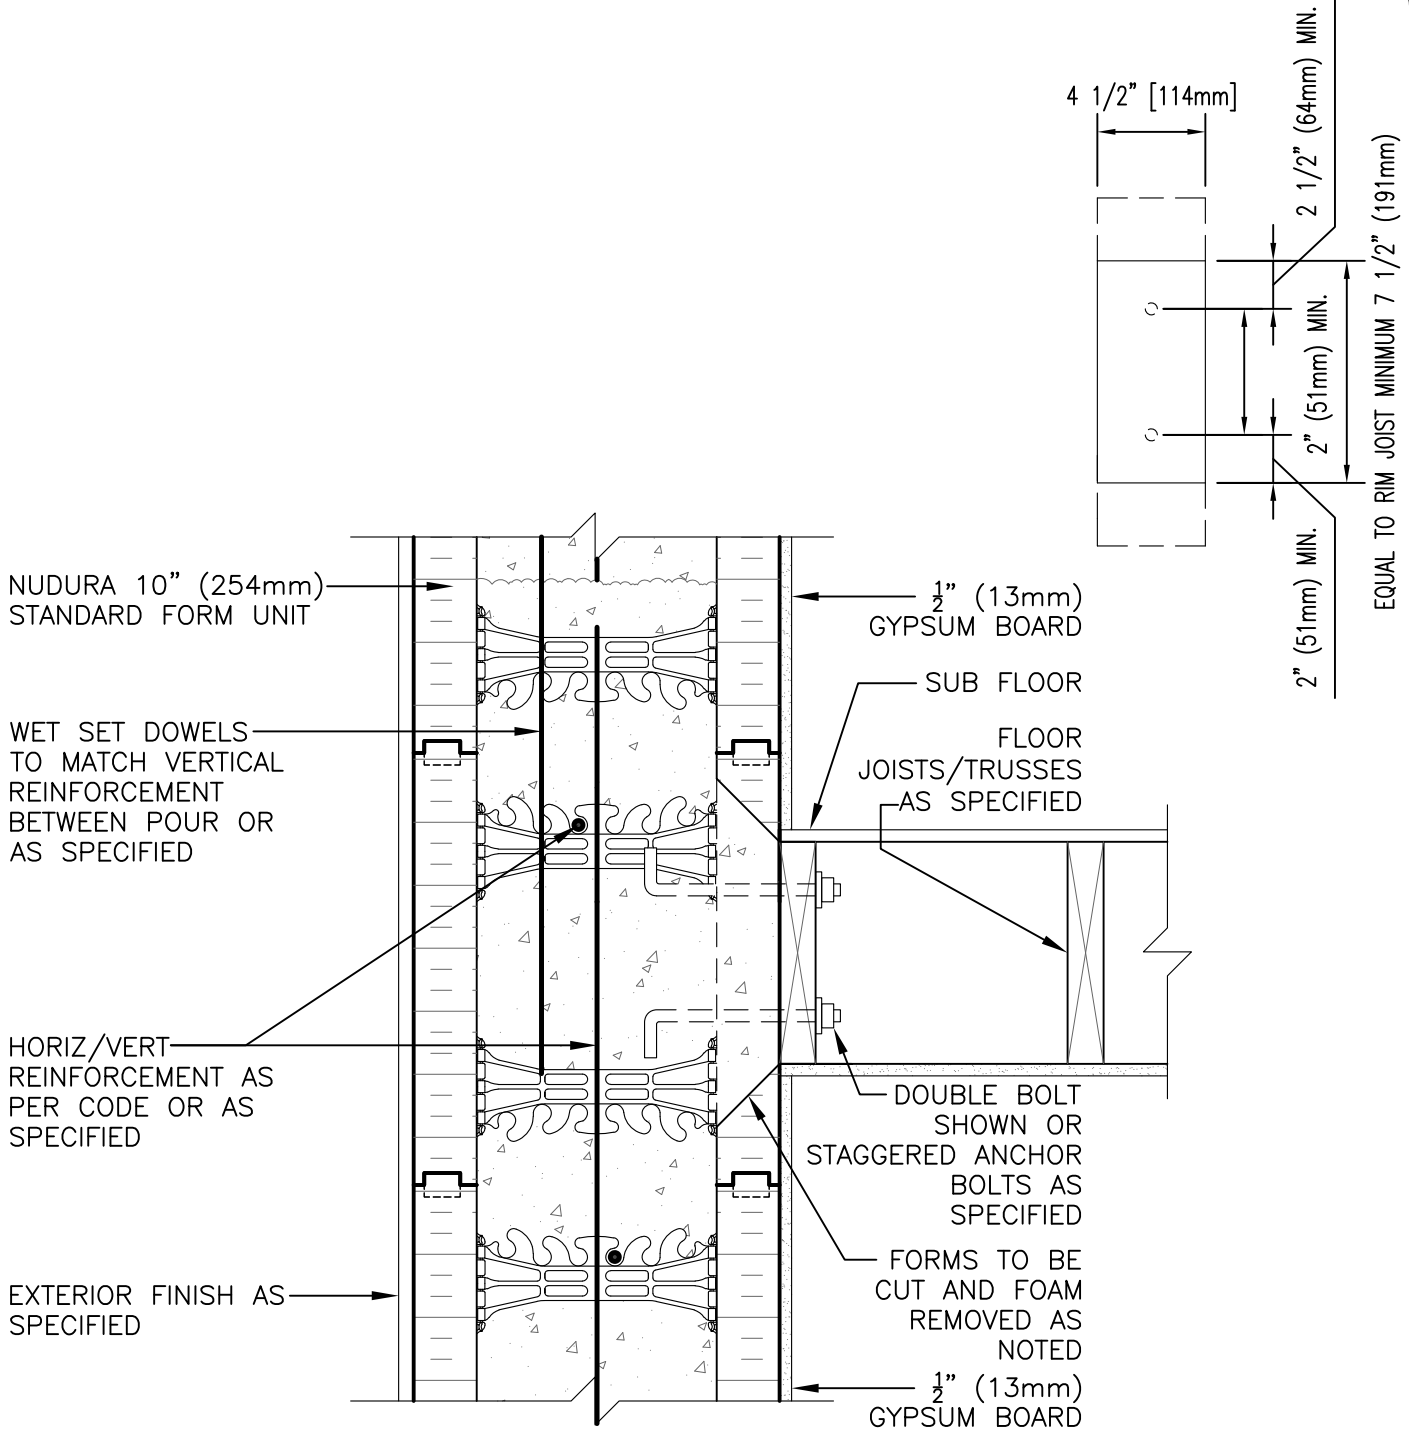 4 1/2" [114mm]
2 1/2" (64mm) MIN.
2" (51mm) MIN.
2" (51mm) MIN.
EQUAL TO RIM JOIST MINIMUM 7 1/2" (191mm)
NUDURA 10" (254mm)
STANDARD FORM UNIT
WET SET DOWELS
TO MATCH VERTICAL
REINFORCEMENT
BETWEEN POUR OR
AS SPECIFIED
HORIZ/VERT
REINFORCEMENT AS
PER CODE OR AS
SPECIFIED
EXTERIOR FINISH AS
SPECIFIED
1/2" (13mm)
GYPSUM BOARD
SUB FLOOR
FLOOR
JOISTS/TRUSSES
AS SPECIFIED
DOUBLE BOLT
SHOWN OR
STAGGERED ANCHOR
BOLTS AS
SPECIFIED
FORMS TO BE
CUT AND FOAM
REMOVED AS
NOTED
1/2" (13mm)
GYPSUM BOARD